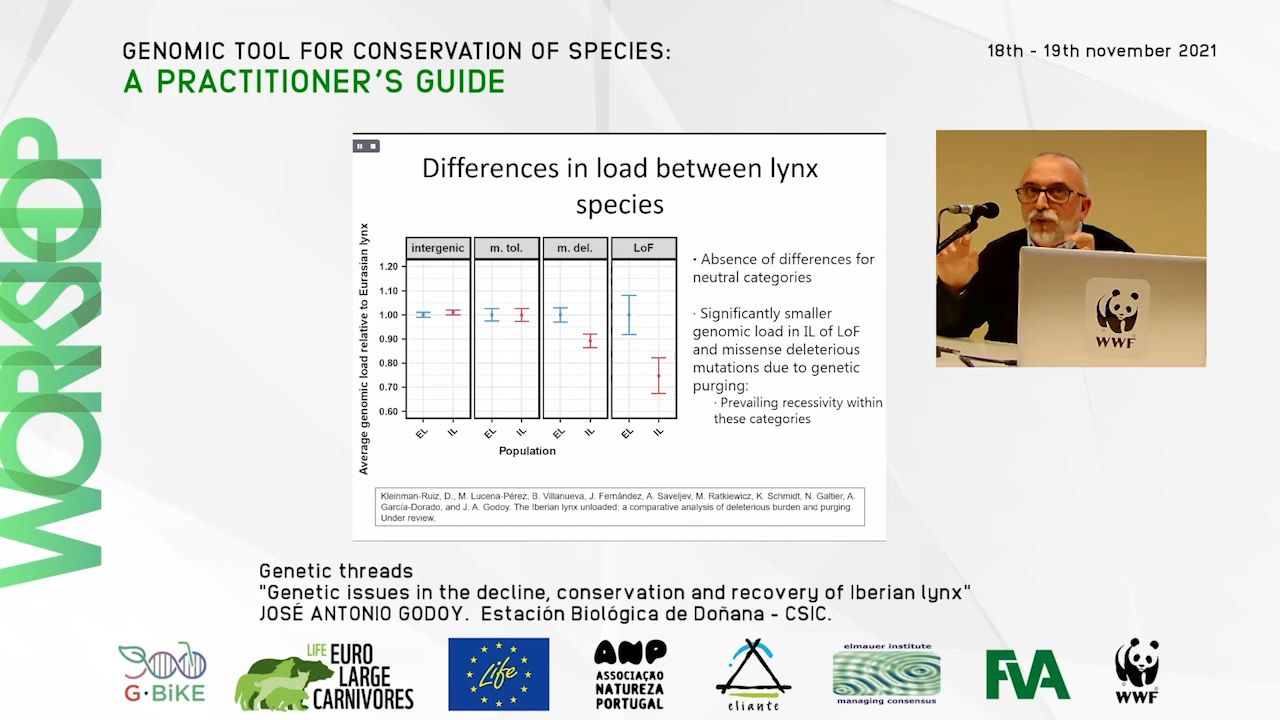 GENOMIC TOOL FOR CONSERVATION OF SPECIES:
A PRACTITIONER'S GUIDE
18th - 19th november 2021
WORKSHOP
Differences in load between lynx
species
Average genomic load relative to Eurasian lynx
intergenic m. tol. m. del. LoF
1.20
1.10
1.00
0.90
0.80
0.70
0.60
EL IL EL IL EL IL EL IL
Population
· Absence of differences for
neutral categories
· Significantly smaller
genomic load in IL of LoF
and missense deleterious
mutations due to genetic
purging:
· Prevailing recessivity within
these categories
Kleinman-Ruiz, D., M. Lucena-Pérez, B. Villanueva, J. Fernández, A. Saveljev, M. Ratkiewicz, K. Schmidt, N. Galtier, A.
García-Dorado, and J. A. Godoy. The Iberian lynx unloaded: a comparative analysis of deleterious burden and purging.
Under review.
WWF
Genetic threads
"Genetic issues in the decline, conservation and recovery of Iberian lynx"
JOSÉ ANTONIO GODOY. Estación Biológica de Doñana - CSIC.
G·BiKE
LIFE EURO
LARGE
CARNIVORES
Life
ANP
ASSOCIAÇÃO
NATUREZA
PORTUGAL
eliante
elmauer institute
managing consensus
FVA
WWF